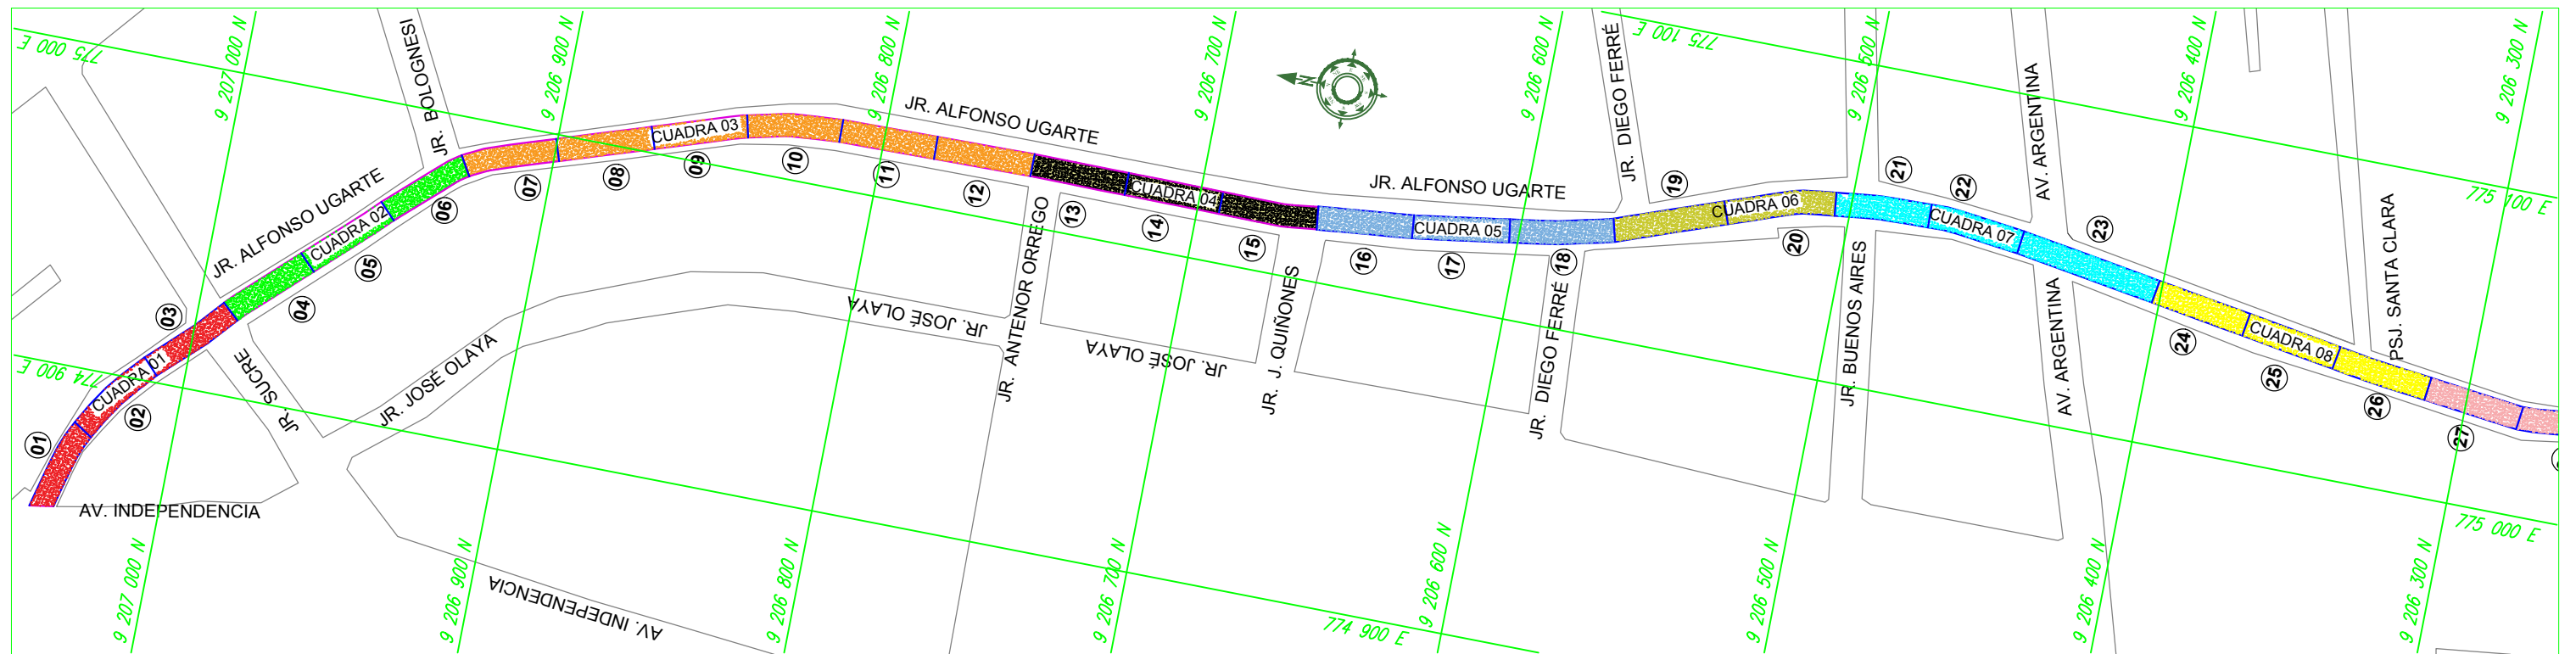 775 000 E
9 207 000 N
JR. BOLOGNESI
9 206 900 N
9 206 800 N
JR. ALFONSO UGARTE
9 206 700 N
N
9 206 600 N
JR. DIEGO FERRÉ
775 100 E
9 206 500 N
AV. ARGENTINA
9 206 400 N
9 206 300 N
JR. ALFONSO UGARTE
CUADRA 03
JR. ALFONSO UGARTE
775 100 E
PSJ. SANTA CLARA
774 900 E
CUADRA 01
CUADRA 02
CUADRA 04
CUADRA 05
CUADRA 06
CUADRA 07
CUADRA 08
01
02
03
04
05
06
07
08
09
10
11
12
13
14
15
16
17
18
19
20
21
22
23
24
25
26
27
JR. SUCRE
JR. JOSÉ OLAYA
JR. JOSÉ OLAYA
JR. ANTENOR ORREGO
JR. JOSÉ OLAYA
JR. J. QUIÑONES
JR. DIEGO FERRÉ
JR. BUENOS AIRES
AV. ARGENTINA
AV. INDEPENDENCIA
AV. INDEPENDENCIA
9 207 000 N
9 206 900 N
9 206 800 N
9 206 700 N
774 900 E
9 206 600 N
9 206 500 N
9 206 400 N
9 206 300 N
775 000 E